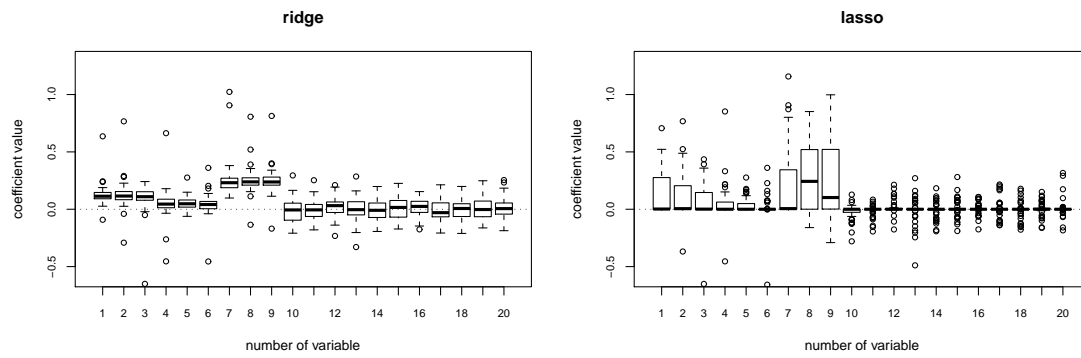 ridge
coefficient value
1.0
0.5
0.0
−0.5
1 2 3 4 5 6 7 8 9 10 12 14 16 18 20
number of variable
lasso
coefficient value
1.0
0.5
0.0
−0.5
1 2 3 4 5 6 7 8 9 10 12 14 16 18 20
number of variable